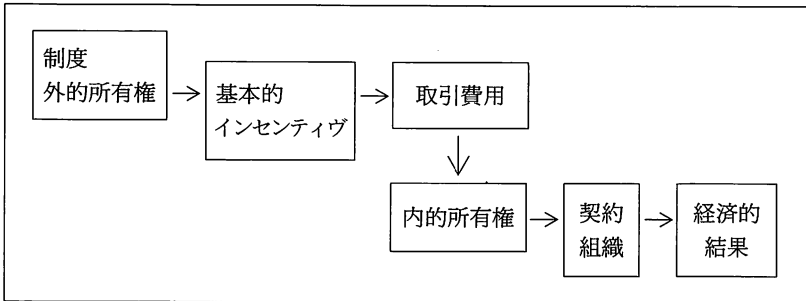 制度
外的所有権
基本的
インセンティヴ
取引費用
内的所有権
契約
組織
経済的
結果